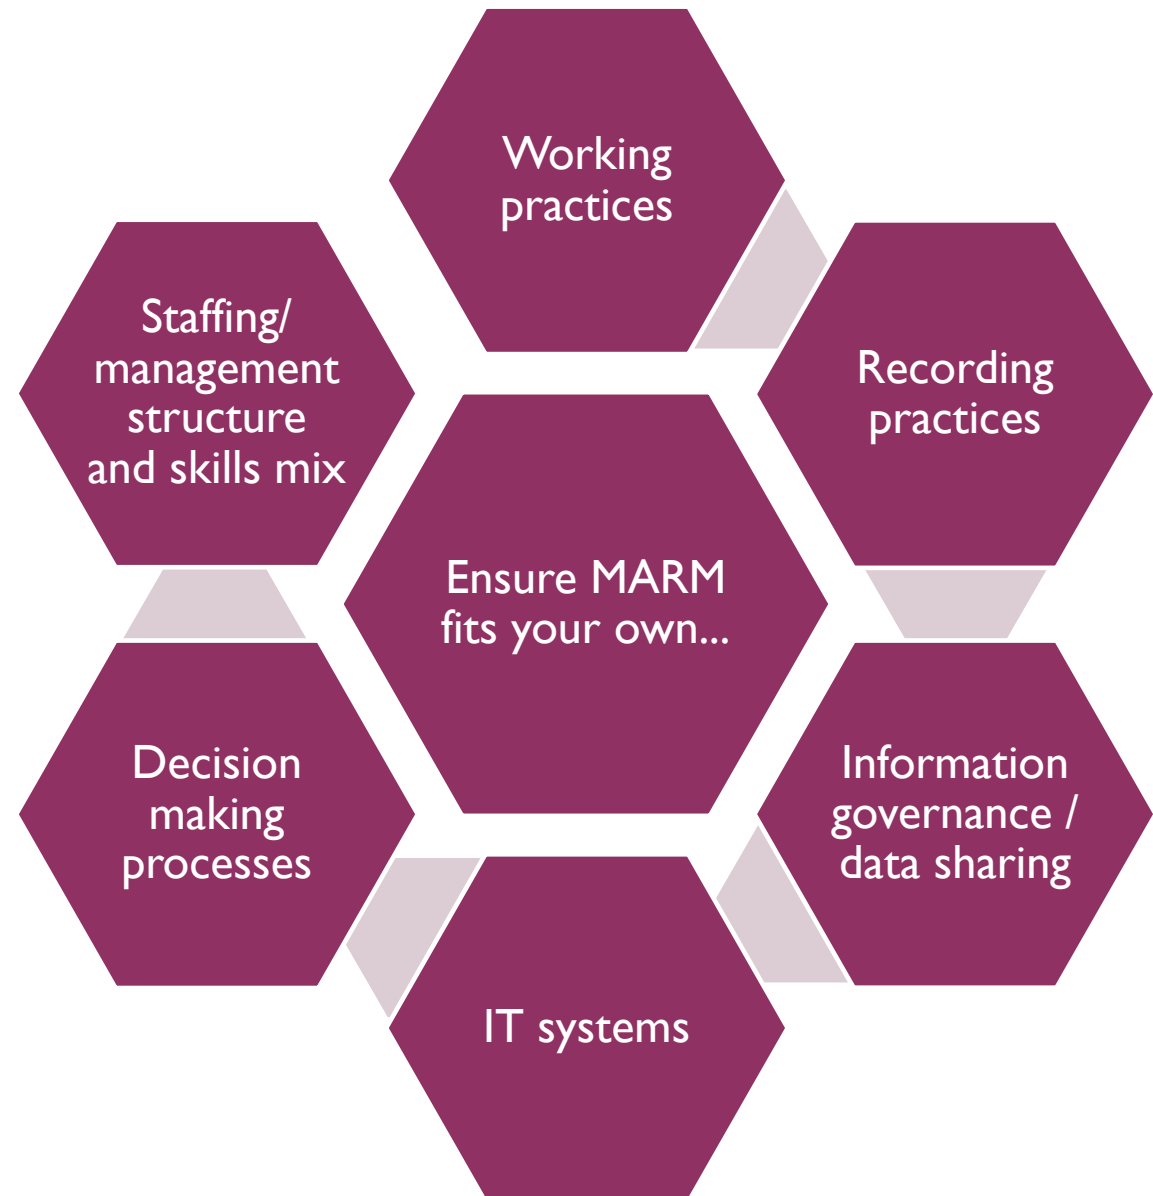 Working
practices
Recording
practices
Information
governance /
data sharing
IT systems
Decision
making
processes
Staffing/
management
structure
and skills mix
Ensure MARM
fits your own...